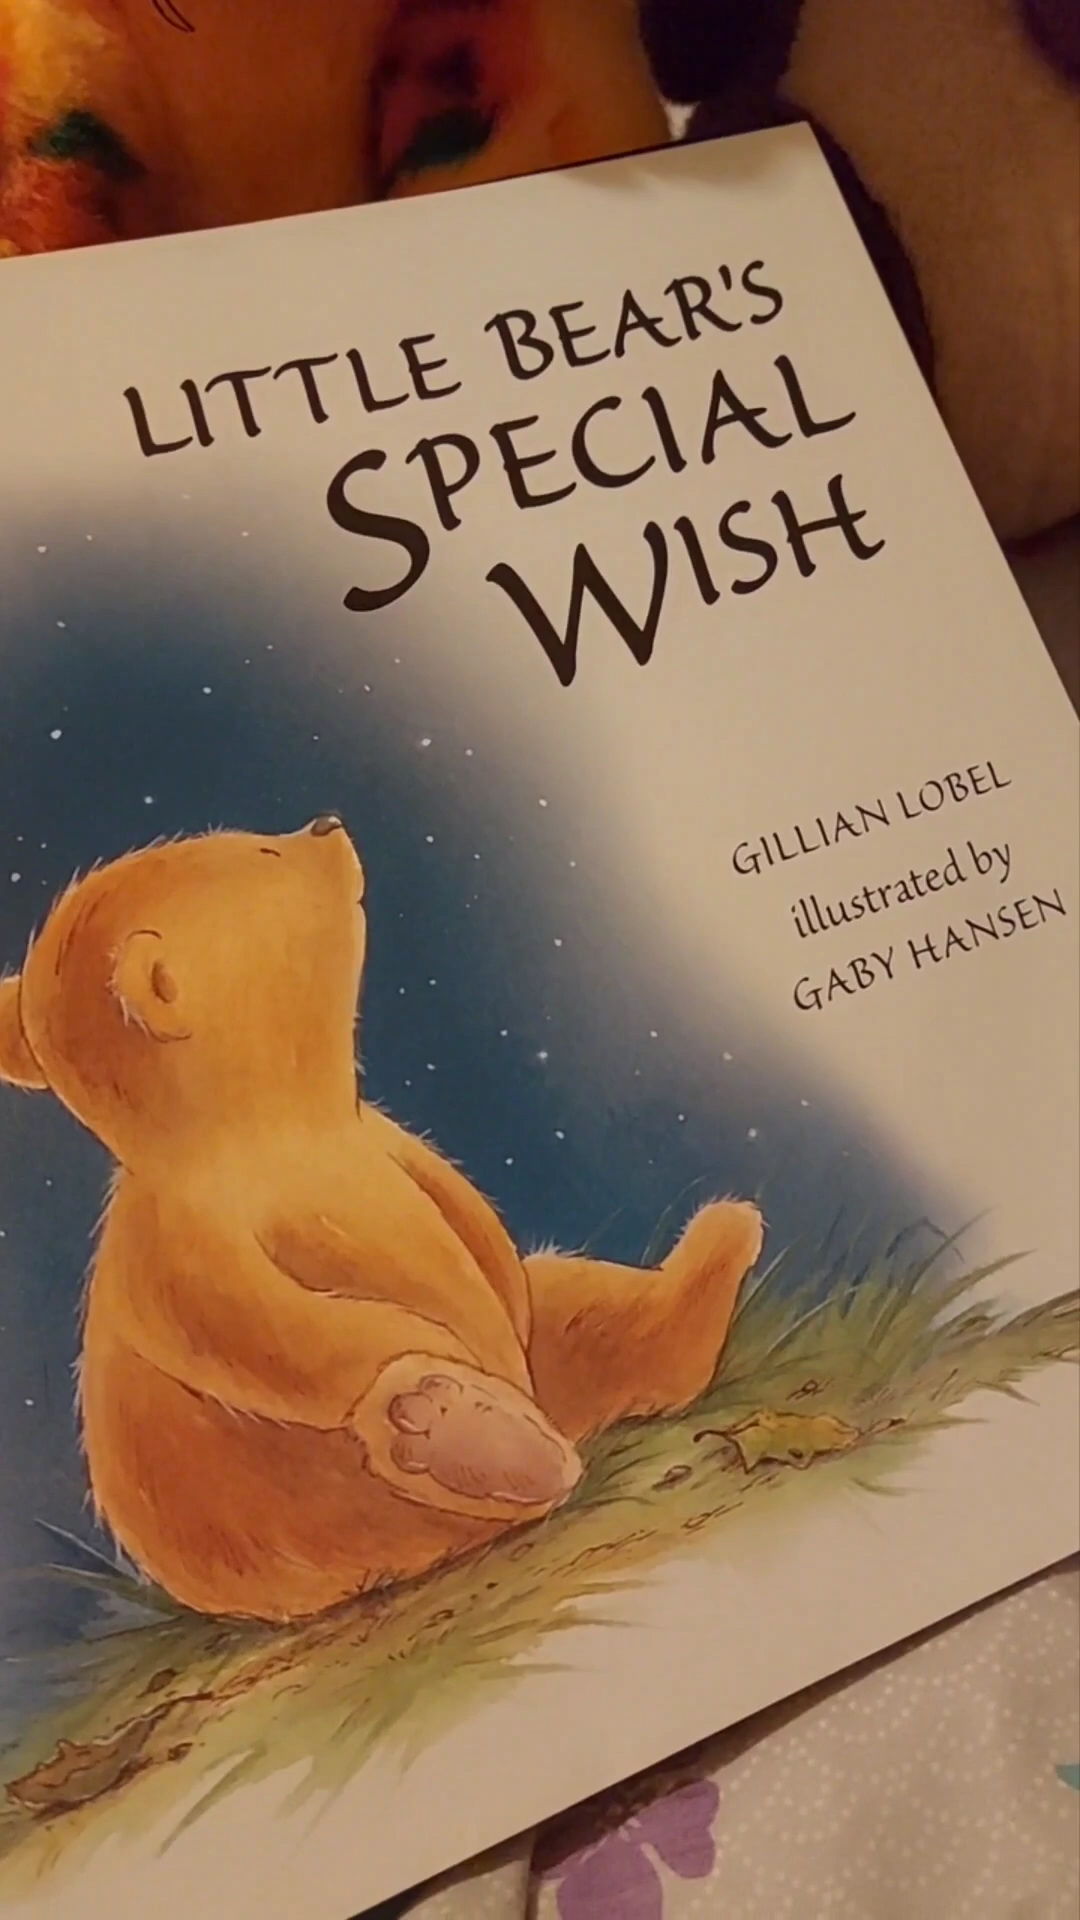 LITTLE BEAR'S
SPECIAL
WISH
GILLIAN LOBEL
illustrated by
GABY HANSEN